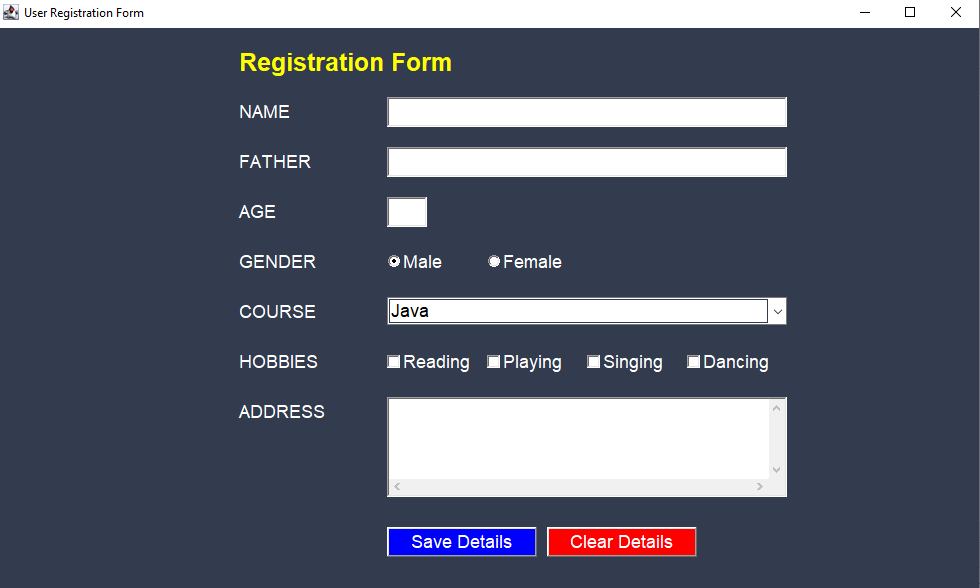 User Registration Form
Registration Form
NAME
FATHER
AGE
GENDER Male Female
COURSE Java
HOBBIES Reading Playing Singing Dancing
ADDRESS
Save Details Clear Details